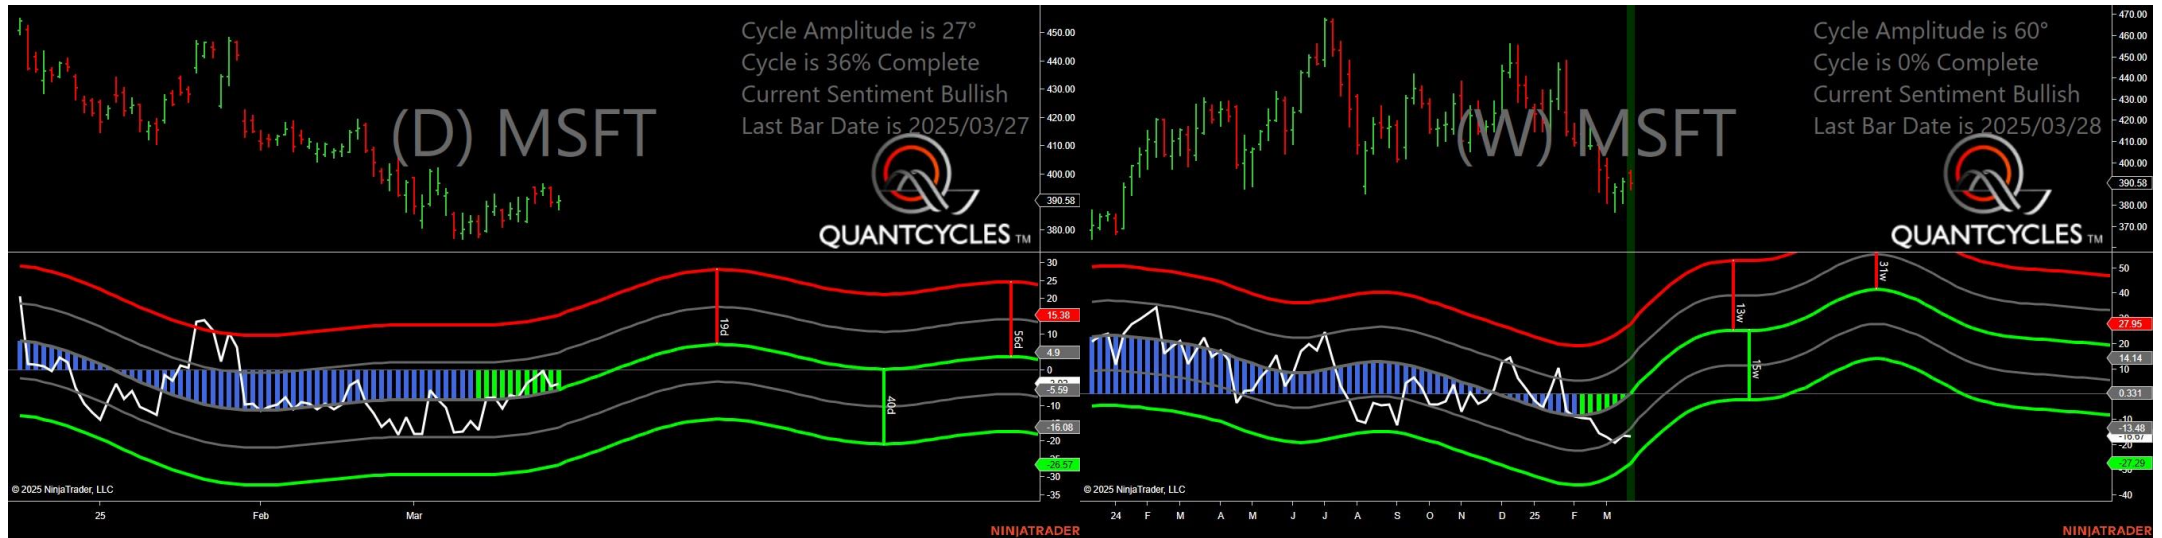 Cycle Amplitude is 27°
Cycle is 36% Complete
Current Sentiment Bullish
Last Bar Date is 2025/03/27
(D) MSFT
QUANTCYCLES TM
450.00
440.00
430.00
420.00
410.00
400.00
390.58
380.00
30
25
20
15.38
10
4.9
0
-5.59
-10
-16.08
-20
-26.57
-30
-35
19d
40d
56d
© 2025 NinjaTrader, LLC
25 Feb Mar
NINJATRADER
Cycle Amplitude is 60°
Cycle is 0% Complete
Current Sentiment Bullish
Last Bar Date is 2025/03/28
(W) MSFT
QUANTCYCLES TM
470.00
460.00
450.00
440.00
430.00
420.00
410.00
400.00
390.58
380.00
370.00
50
40
27.95
20
14.14
10
0.331
-10
-13.48
-16.67
-20
-27.29
-40
13w
15w
31w
© 2025 NinjaTrader, LLC
24 F M A M J J A S O N D 25 F M
NINJATRADER